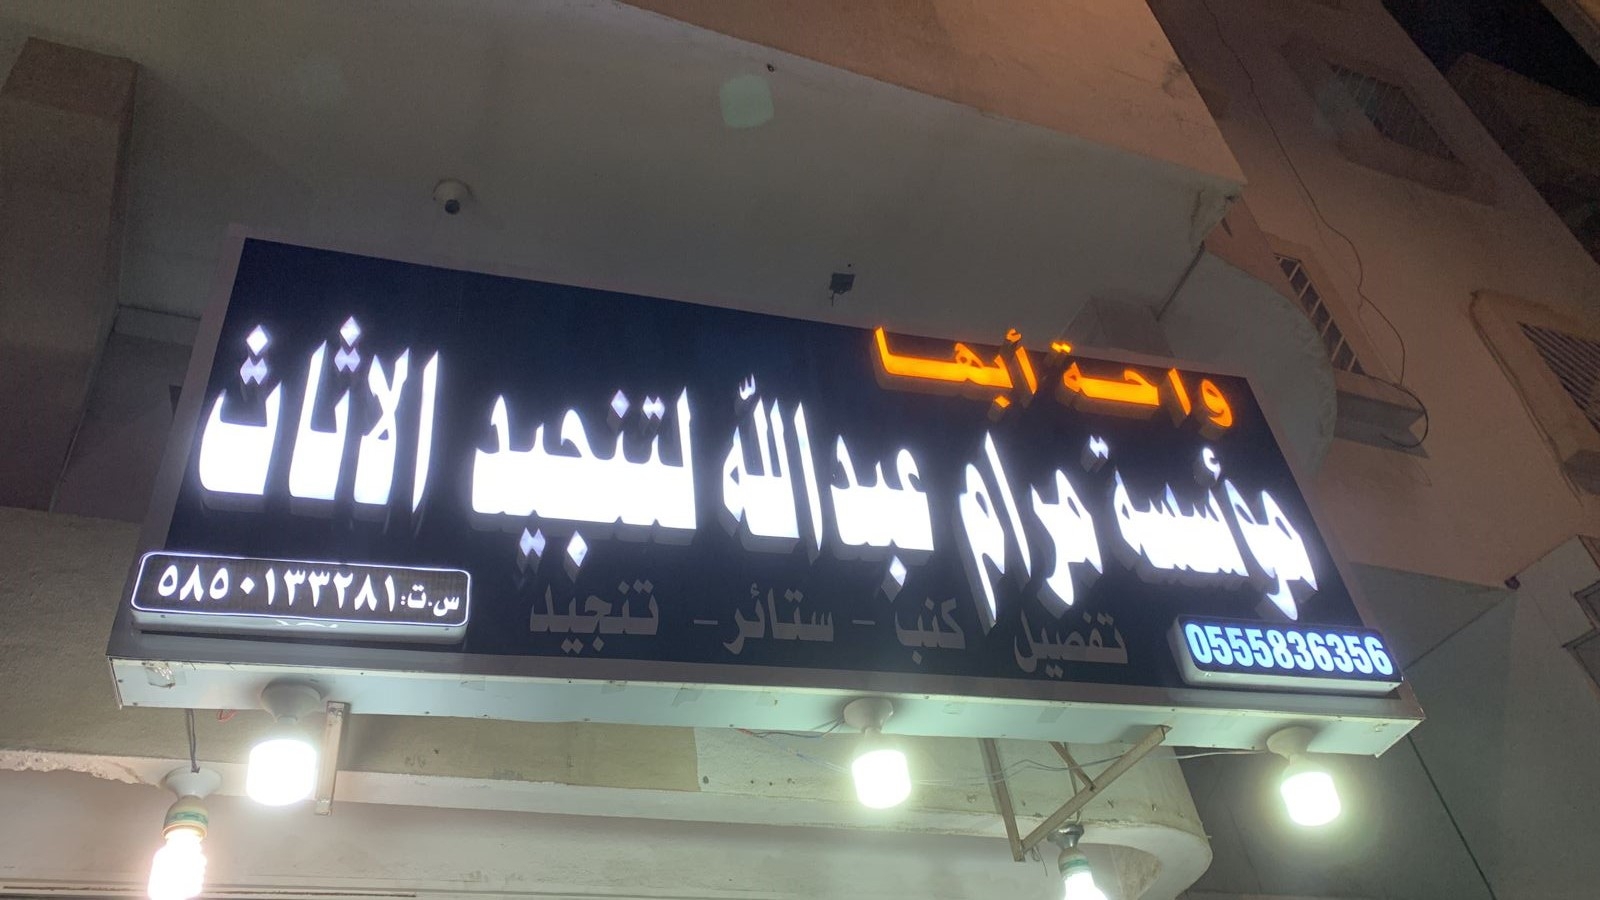 واحة أبها
مؤسسة مرام عبدالله لتنجيد الاثاث
تفصيل كنب - ستائر - تنجيد
س.ت: ٥٨٥٠١٣٣٢٨١
0555836356